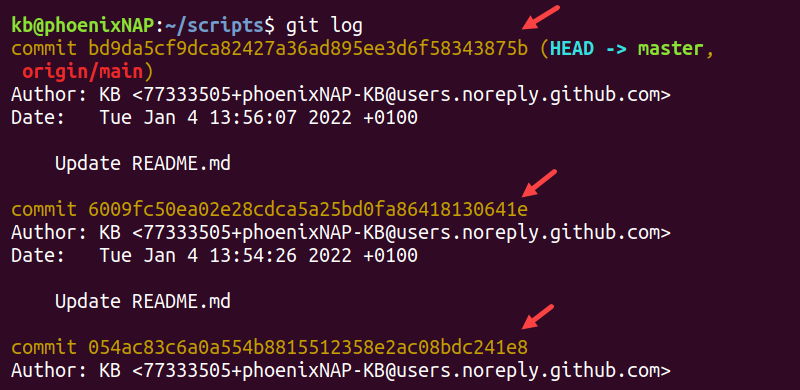 kb@phoenixNAP:~/scripts$ git log
commit bd9da5cf9dca82427a36ad895ee3d6f58343875b (HEAD -> master,
 origin/main)
Author: KB <77333505+phoenixNAP-KB@users.noreply.github.com>
Date:   Tue Jan 4 13:56:07 2022 +0100
    Update README.md
commit 6009fc50ea02e28cdca5a25bd0fa86418130641e
Author: KB <77333505+phoenixNAP-KB@users.noreply.github.com>
Date:   Tue Jan 4 13:54:26 2022 +0100
    Update README.md
commit 054ac83c6a0a554b8815512358e2ac08bdc241e8
Author: KB <77333505+phoenixNAP-KB@users.noreply.github.com>